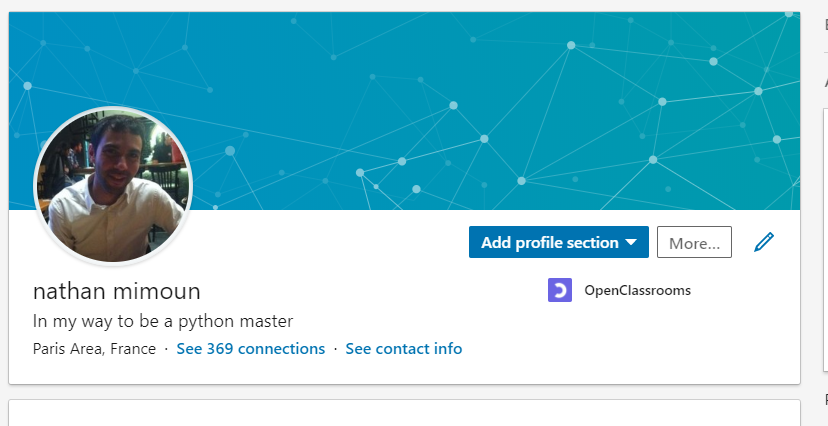 Add profile section
More...
nathan mimoun
OpenClassrooms
In my way to be a python master
Paris Area, France · See 369 connections · See contact info